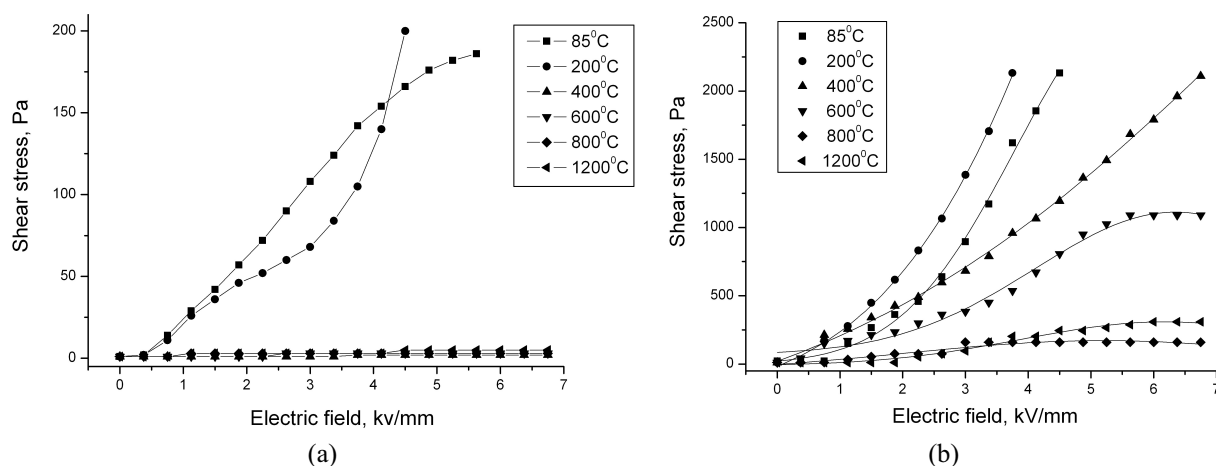 200
150
100
50
0
Shear stress, Pa
0 1 2 3 4 5 6 7
Electric field, kv/mm
85⁰C
200⁰C
400⁰C
600⁰C
800⁰C
1200⁰C
(a)
2500
2000
1500
1000
500
0
Shear stress, Pa
0 1 2 3 4 5 6 7
Electric field, kV/mm
85⁰C
200⁰C
400⁰C
600⁰C
800⁰C
1200⁰C
(b)